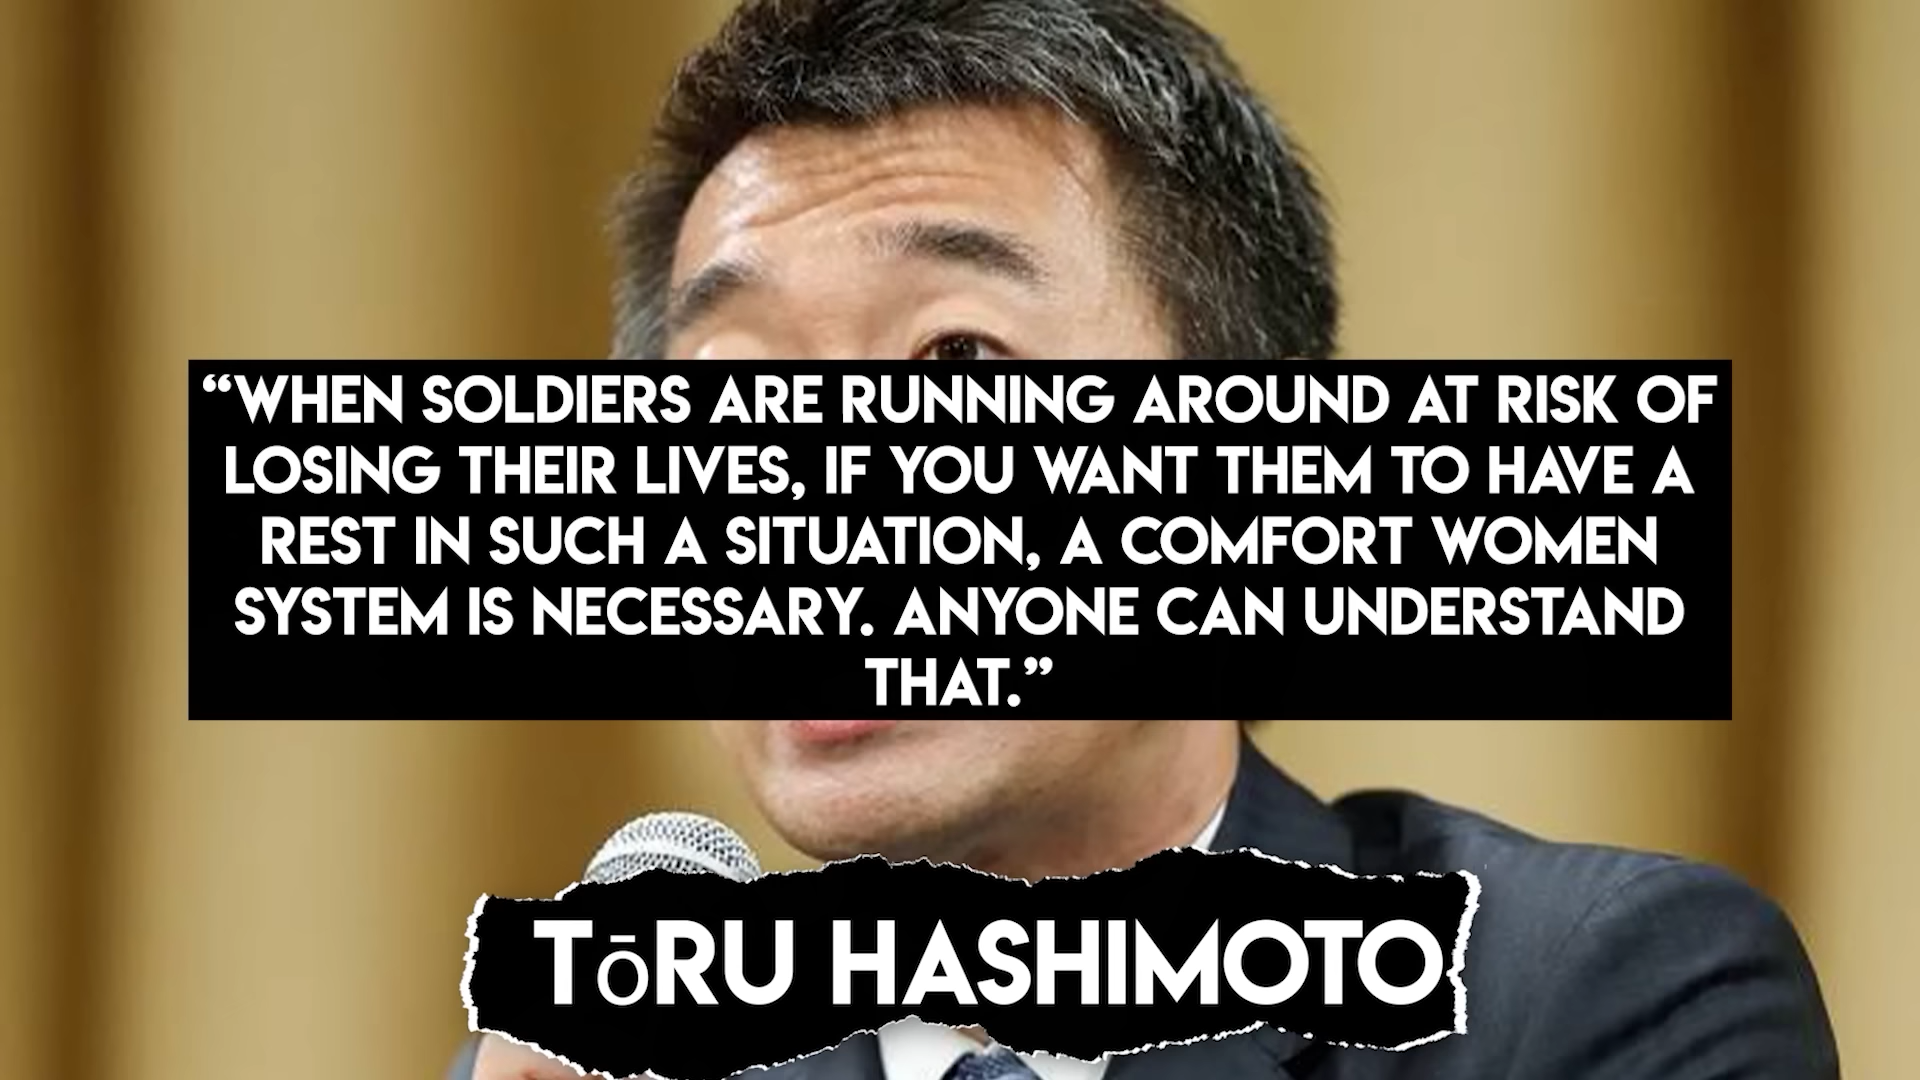 “WHEN SOLDIERS ARE RUNNING AROUND AT RISK OF
LOSING THEIR LIVES, IF YOU WANT THEM TO HAVE A
REST IN SUCH A SITUATION, A COMFORT WOMEN
SYSTEM IS NECESSARY. ANYONE CAN UNDERSTAND
THAT.”
TōRU HASHIMOTO